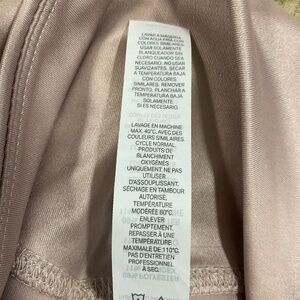 LAVAR A MÁQUINA
CON AGUA FRÍA CON
COLORES SIMILARES.
USAR SOLAMENTE
BLANQUEADOR SIN
CLORO CUANDO SEA
NECESARIO. NO USAR
SUAVIZANTES. SECAR
A TEMPERATURA BAJA
CON COLORES
SIMILARES. REMOVER
PRONTO. PLANCHAR A
TEMPERATURA BAJA
SOLAMENTE
SI ES NECESARIO
LAVAGE EN MACHINE
MAX. 40°C, AVEC DES
COULEURS SIMILAIRES.
CYCLE NORMAL.
PRODUITS DE
BLANCHIMENT
OXYGÉNÉS
UNIQUEMENT. NE PAS
UTILISER
D'ASSOUPLISSANT.
SÉCHAGE EN TAMBOUR
AUTORISÉ,
TEMPÉRATURE
MODÉRÉE 60°C.
ENLEVER
PROMPTEMENT.
REPASSER À UNE
TEMPÉRATURE
MAXIMALE DE 110°C.
PAS D'ENTRETIEN
PROFESSIONNEL
À SEC.